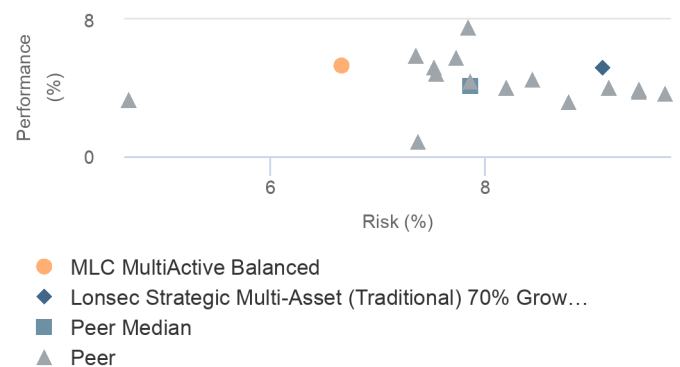 8
Performance
(%)
0
6 8
Risk (%)
MLC MultiActive Balanced
Lonsec Strategic Multi-Asset (Traditional) 70% Grow…
Peer Median
Peer